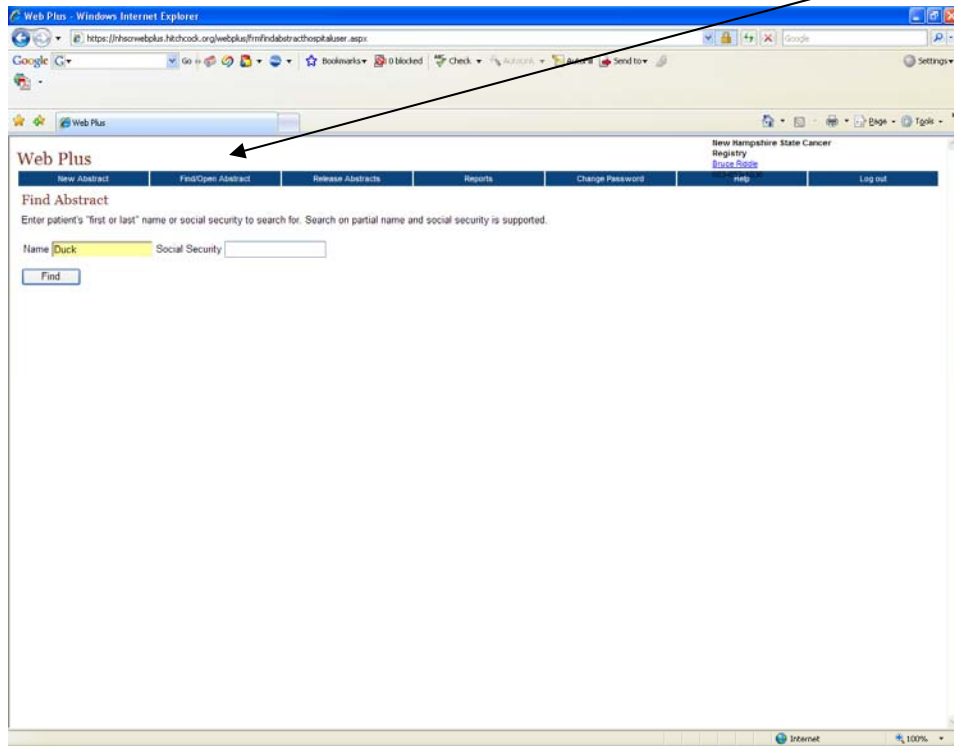 Web Plus - Windows Internet Explorer
https://nhscrwebplus.hitchcock.org/webplus/frmfindabstracthospitaluser.aspx
Google
Google G Go Bookmarks 0 blocked Check AutoLink AutoFill Send to Settings
Web Plus
Page Tools
New Hampshire State Cancer
Registry
Bruce Riddle
Web Plus
New Abstract Find/Open Abstract Release Abstracts Reports Change Password Help Log out
Find Abstract
Enter patient's "first or last" name or social security to search for. Search on partial name and social security is supported.
Name Duck Social Security
Find
Internet 100%